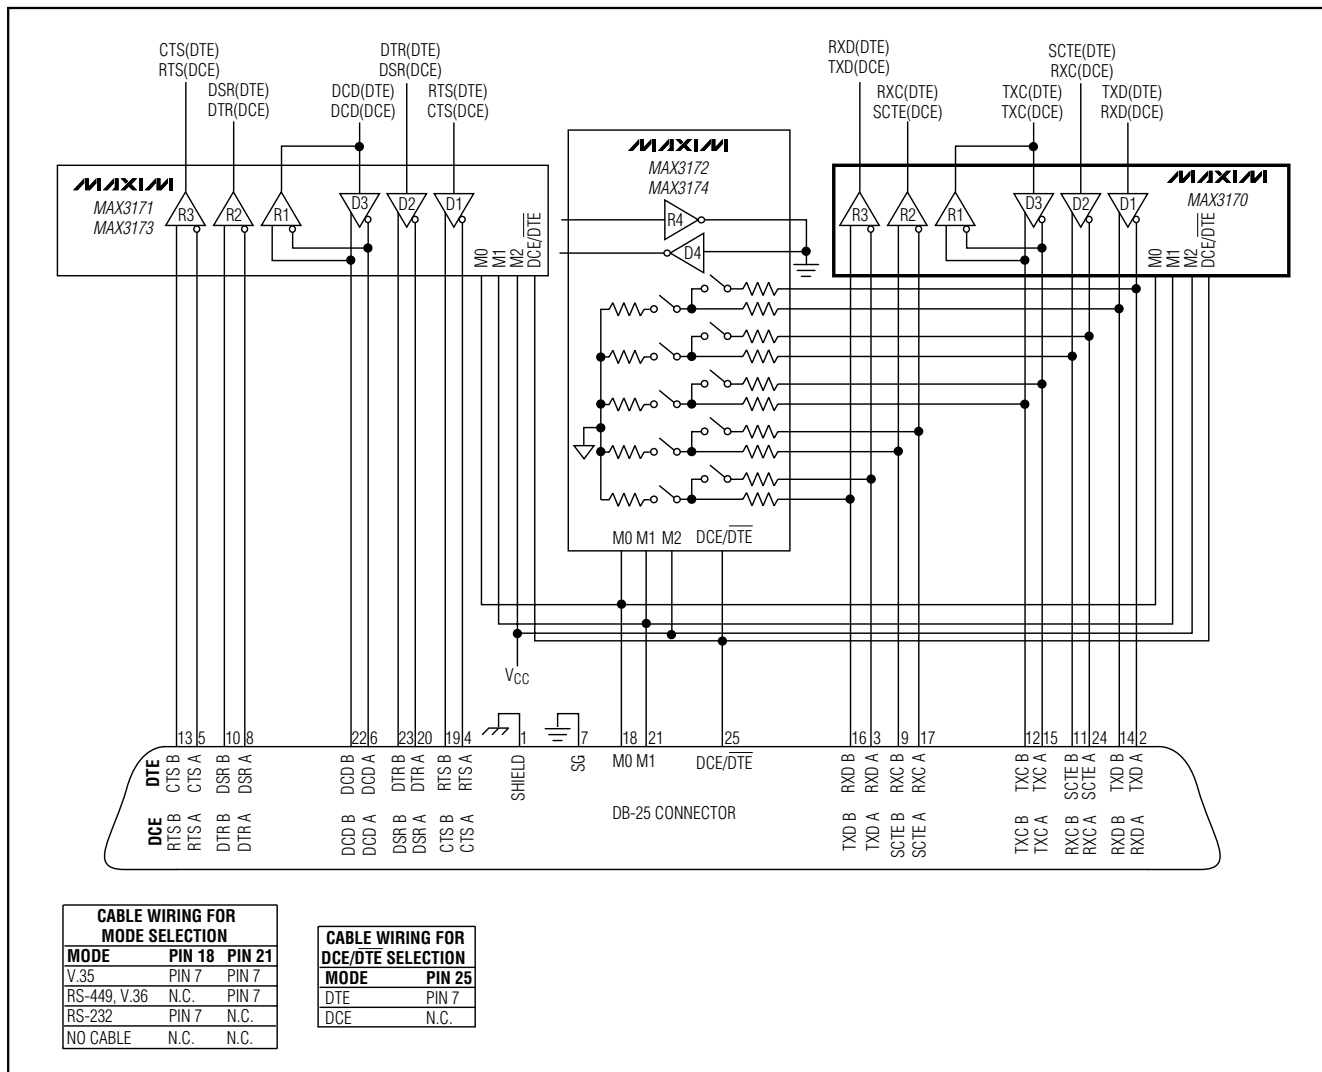 CTS(DTE)
RTS(DCE)
DSR(DTE)
DTR(DCE)
DCD(DTE)
DCD(DCE)
DTR(DTE)
DSR(DCE)
RTS(DTE)
CTS(DCE)
RXD(DTE)
TXD(DCE)
RXC(DTE)
SCTE(DCE)
TXC(DTE)
TXC(DCE)
SCTE(DTE)
RXC(DCE)
TXD(DTE)
RXD(DCE)
MAXIM
MAX3171
MAX3173
R3
R2
R1
D3
D2
D1
M0
M1
M2
DCE/DTE
MAXIM
MAX3172
MAX3174
R4
D4
M0 M1 M2 DCE/DTE
MAXIM
MAX3170
R3
R2
R1
D3
D2
D1
M0
M1
M2
DCE/DTE
VCC
13 5 10 8 22 6 23 20 19 4 1 7 18 21 25 16 3 9 17 12 15 11 24 14 2
DTE
CTS B
CTS A
DSR B
DSR A
DCD B
DCD A
DTR B
DTR A
RTS B
RTS A
SHIELD
SG
M0 M1
DCE/DTE
RXD B
RXD A
RXC B
RXC A
TXC B
TXC A
SCTE B
SCTE A
TXD B
TXD A
DB-25 CONNECTOR
DCE
RTS B
RTS A
DTR B
DTR A
DCD B
DCD A
DSR B
DSR A
CTS B
CTS A
TXD B
TXD A
SCTE B
SCTE A
TXC B
TXC A
RXC B
RXC A
RXD B
RXD A
CABLE WIRING FOR
MODE SELECTION
MODE PIN 18 PIN 21
V.35 PIN 7 PIN 7
RS-449, V.36 N.C. PIN 7
RS-232 PIN 7 N.C.
NO CABLE N.C. N.C.
CABLE WIRING FOR
DCE/DTE SELECTION
MODE PIN 25
DTE PIN 7
DCE N.C.